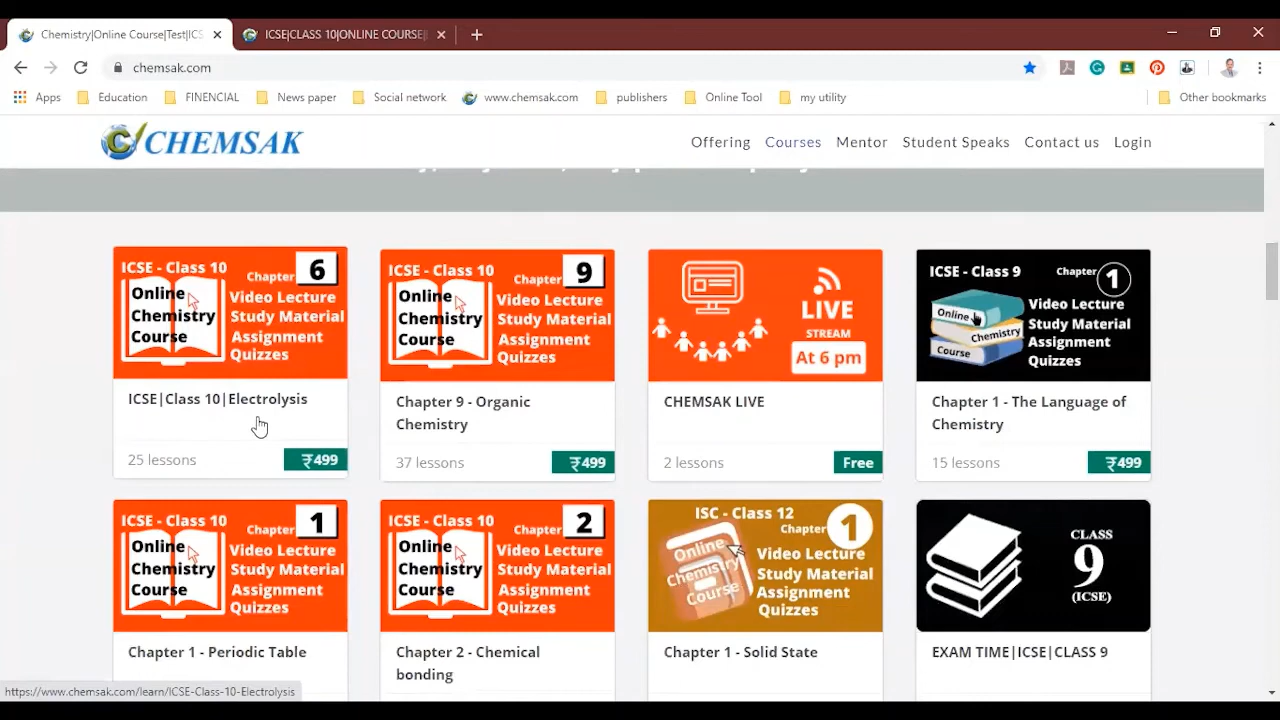 Chemistry|Online Course|Test|ICS
ICSE|CLASS 10|ONLINE COURSE|
chemsak.com
Apps Education FINENCIAL News paper Social network www.chemsak.com publishers Online Tool my utility Other bookmarks
CHEMSAK
Offering Courses Mentor Student Speaks Contact us Login
ICSE - Class 10
Chapter 6
Online
Chemistry
Course
Video Lecture
Study Material
Assignment
Quizzes
ICSE|Class 10|Electrolysis
25 lessons
₹499
ICSE - Class 10
Chapter 9
Online
Chemistry
Course
Video Lecture
Study Material
Assignment
Quizzes
Chapter 9 - Organic
Chemistry
37 lessons
₹499
LIVE
STREAM
At 6 pm
CHEMSAK LIVE
2 lessons
Free
ICSE - Class 9
Chapter 1
Online
Chemistry
Course
Video Lecture
Study Material
Assignment
Quizzes
Chapter 1 - The Language of
Chemistry
15 lessons
₹499
ICSE - Class 10
Chapter 1
Online
Chemistry
Course
Video Lecture
Study Material
Assignment
Quizzes
Chapter 1 - Periodic Table
ICSE - Class 10
Chapter 2
Online
Chemistry
Course
Video Lecture
Study Material
Assignment
Quizzes
Chapter 2 - Chemical
bonding
ISC - Class 12
Chapter 1
Online
Chemistry
Course
Video Lecture
Study Material
Assignment
Quizzes
Chapter 1 - Solid State
CLASS
9
(ICSE)
EXAM TIME|ICSE|CLASS 9
https://www.chemsak.com/learn/ICSE-Class-10-Electrolysis